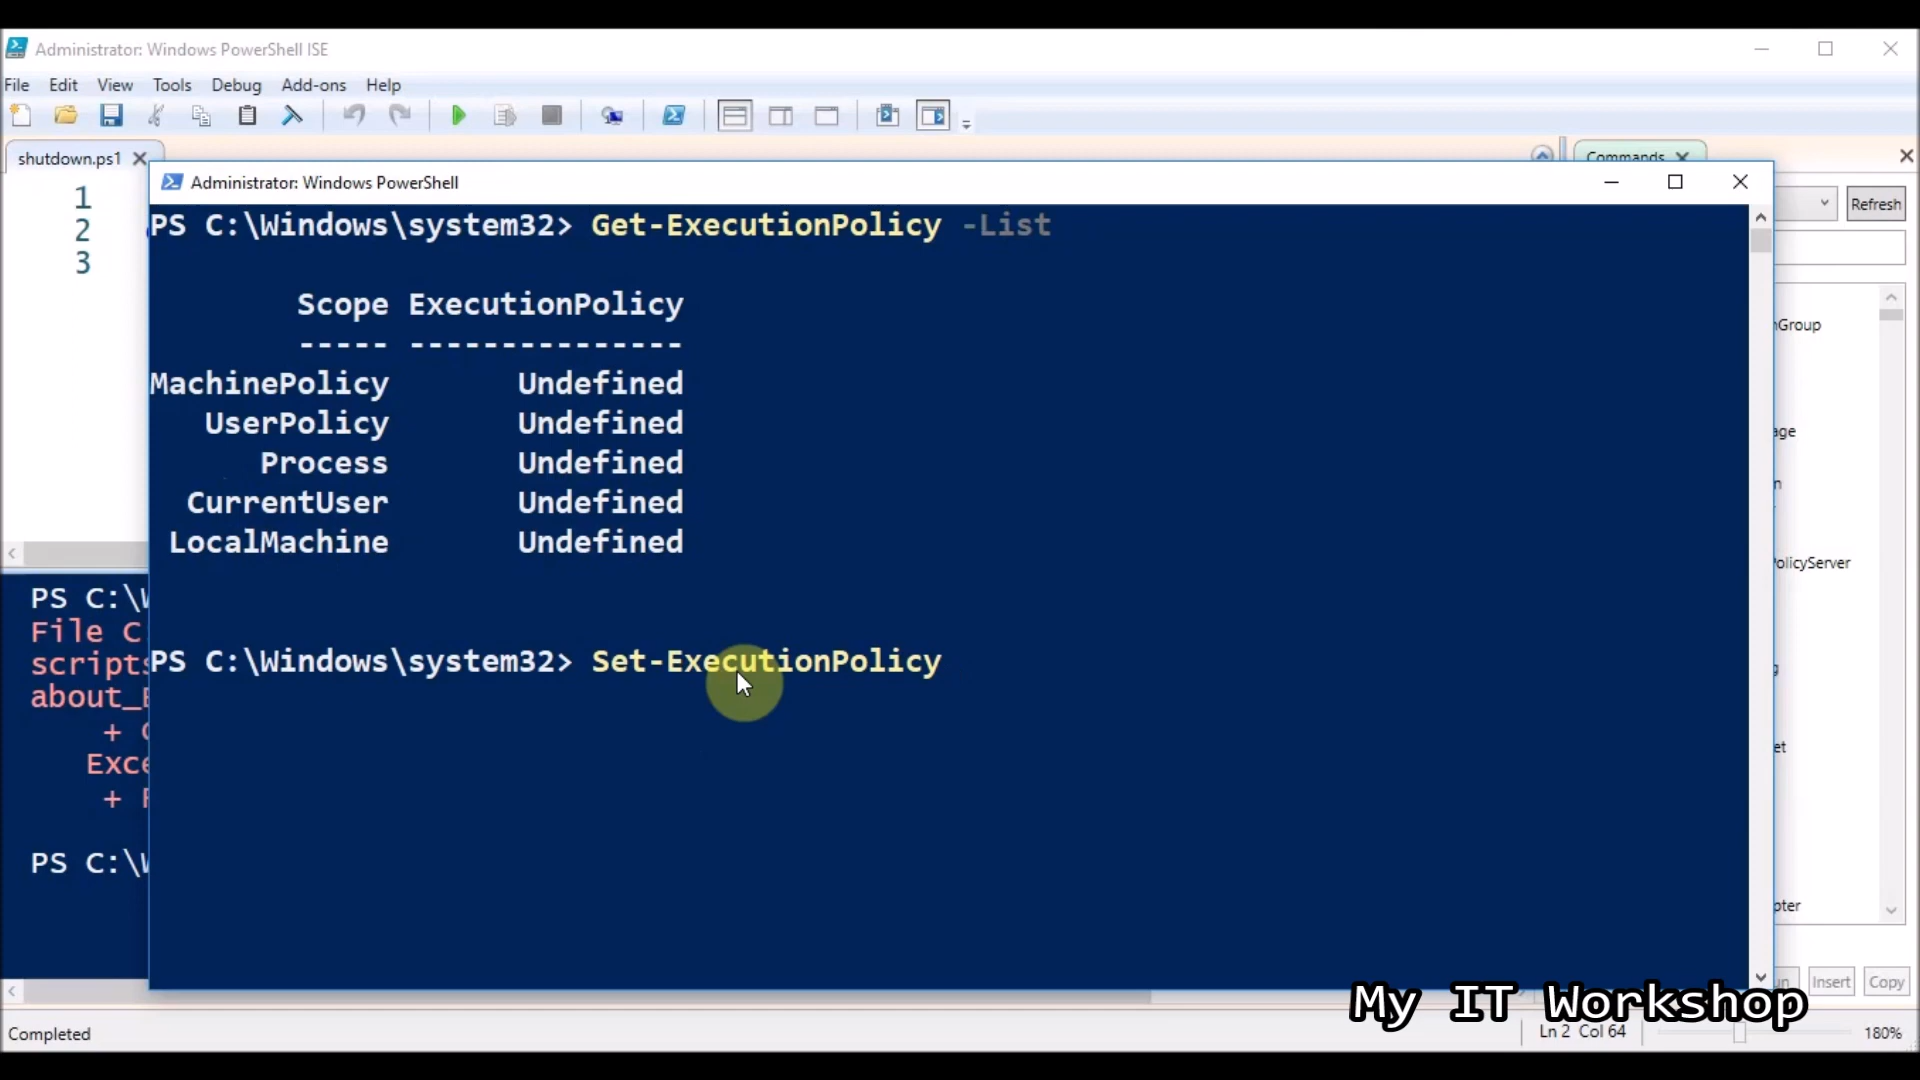 Administrator: Windows PowerShell ISE
File Edit View Tools Debug Add-ons Help
shutdown.ps1
Commands
1
2
3
Refresh
Administrator: Windows PowerShell
PS C:\Windows\system32> Get-ExecutionPolicy -List
Scope ExecutionPolicy
----- ---------------
MachinePolicy Undefined
UserPolicy Undefined
Process Undefined
CurrentUser Undefined
LocalMachine Undefined
PS C:\Windows\system32> Set-ExecutionPolicy
PS C:\
File C
scripts
about_
+
Exce
+
PS C:\
Insert Copy
My IT Workshop
Completed
Ln 2 Col 64
180%